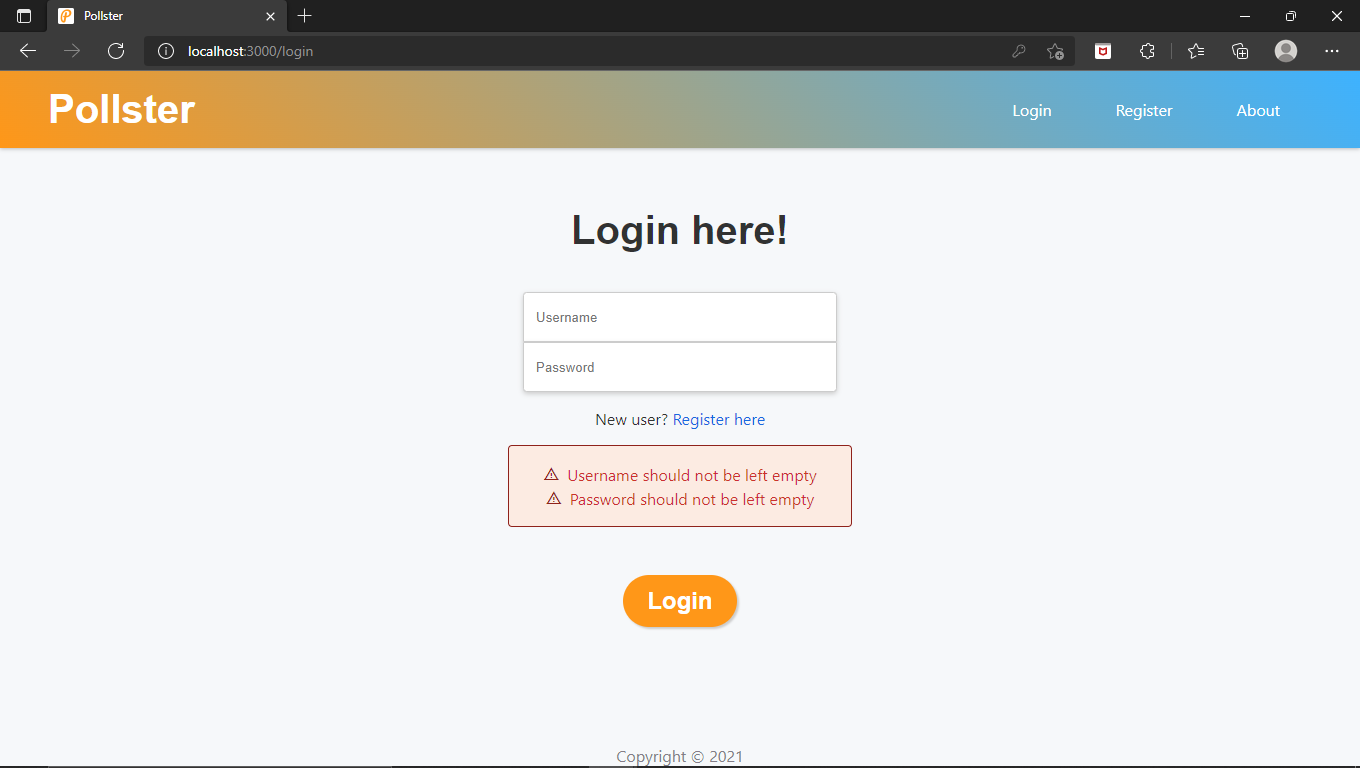 Pollster
localhost:3000/login
Pollster
Login Register About
Login here!
Username
Password
New user? Register here
Username should not be left empty
Password should not be left empty
Login
Copyright © 2021